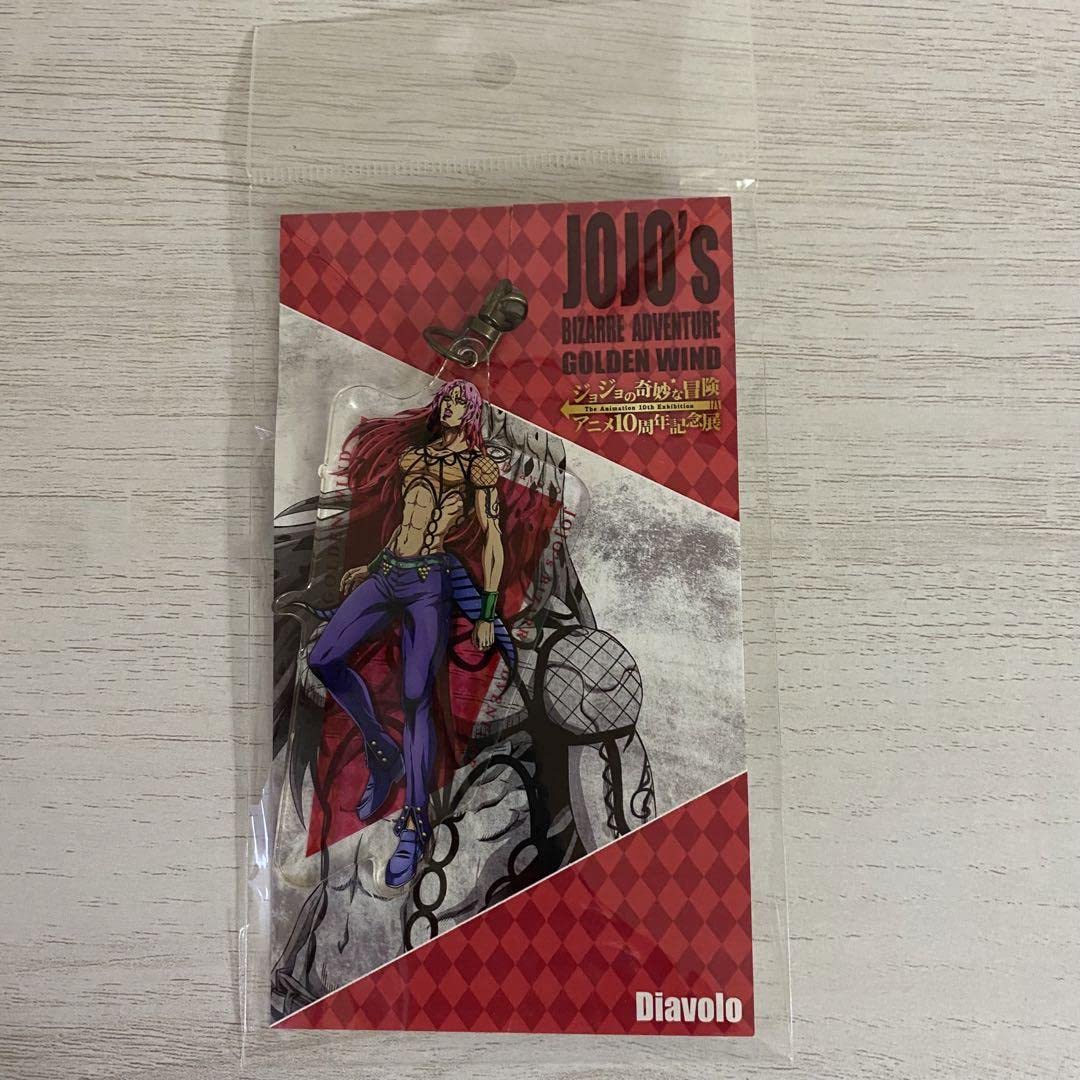 JOJO's
BIZARRE ADVENTURE
GOLDEN WIND
ジョジョの奇妙な冒険
The Animation 10th Exhibition
アニメ10周年記念展
Diavolo